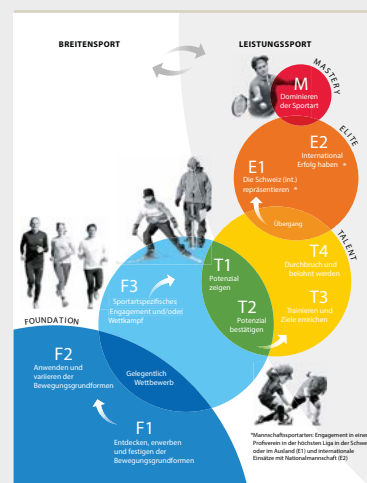 BREITENSPORT
LEISTUNGSSPORT
MASTERY
M
Dominieren
der Sportart
ELITE
E2
International
Erfolg haben *
E1
Die Schweiz (int.)
repräsentieren *
Übergang
TALENT
T4
Durchbruch und
belohnt werden
T1
Potenzial
zeigen
T3
Trainieren und
Ziele erreichen
T2
Potenzial
bestätigen
F3
Sportartspezifisches
Engagement und/oder
Wettkampf
FOUNDATION
F2
Anwenden und
variieren der
Bewegungsgrundformen
Gelegentlich
Wettbewerb
F1
Entdecken, erwerben
und festigen der
Bewegungsgrundformen
*Mannschaftsportarten: Engagement in einem
Profiverein in der höchsten Liga in der Schweiz
oder im Ausland (E1) und internationale
Einsätze mit Nationalmannschaft (E2)